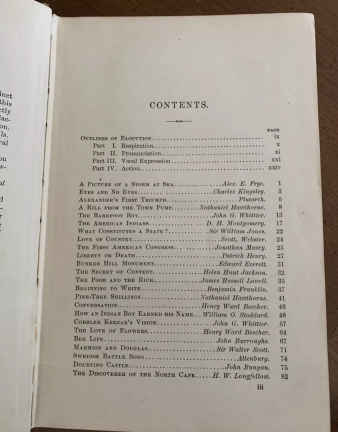 CONTENTS.
PAGE
OUTLINES OF ELOCUTION ix
Part I. Respiration x
Part II. Pronunciation xi
Part III. Vocal Expression xxi
Part IV. Action xxiv
A PICTURE OF A STORM AT SEA Alex. E. Frye. 1
EYES AND NO EYES Charles Kingsley. 3
ALEXANDER'S FIRST TRIUMPH Plutarch. 6
A RILL FROM THE TOWN PUMP Nathaniel Hawthorne. 8
THE BAREFOOT BOY John G. Whittier. 13
THE AMERICAN INDIANS D. H. Montgomery. 17
WHAT CONSTITUTES A STATE? Sir William Jones. 22
LOVE OF COUNTRY Scott, Webster. 24
THE FIRST AMERICAN CONGRESS Jonathan Maxcy. 25
LIBERTY OR DEATH Patrick Henry. 27
BUNKER HILL MONUMENT Edward Everett. 31
THE SECRET OF CONTENT Helen Hunt Jackson. 32
THE POOR AND THE RICH James Russell Lowell. 35
BEGINNING TO WRITE Benjamin Franklin. 37
PINE-TREE SHILLINGS Nathaniel Hawthorne. 41
CONVERSATION Henry Ward Beecher. 46
HOW AN INDIAN BOY EARNED HIS NAME William O. Stoddard. 48
COBBLER KEEZAR'S VISION John G. Whittier. 57
THE LOVE OF FLOWERS Henry Ward Beecher. 64
BEE LIFE John Burroughs. 67
MARMION AND DOUGLAS Sir Walter Scott. 71
SWEDISH BATTLE SONG Altenburg. 74
DOUBTING CASTLE John Bunyan. 75
THE DISCOVERER OF THE NORTH CAPE H. W. Longfellow. 82
iii